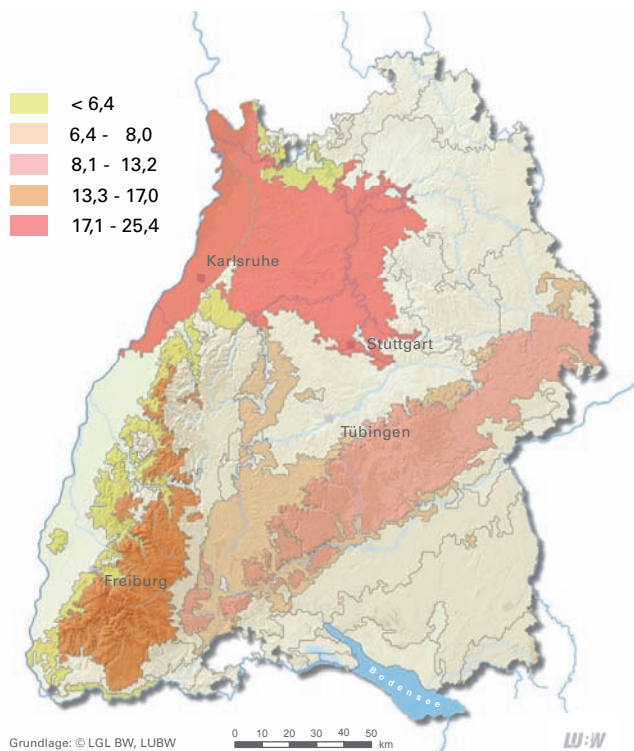 < 6,4
6,4 - 8,0
8,1 - 13,2
13,3 - 17,0
17,1 - 25,4
Karlsruhe
Stuttgart
Tübingen
Freiburg
Bodensee
0 10 20 30 40 50
km
Grundlage: © LGL BW, LUBW
LUBW